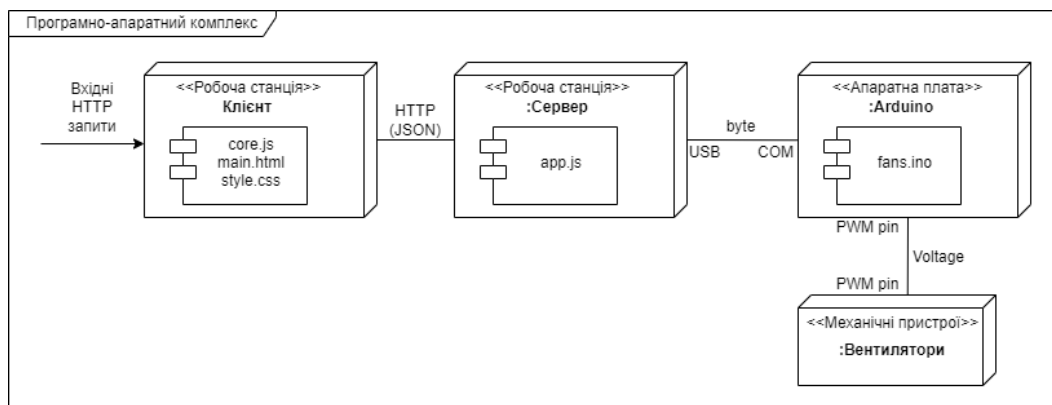 Програмно-апаратний комплекс
Вхідні
HTTP
запити
<<Робоча станція>>
Клієнт
core.js
main.html
style.css
HTTP
(JSON)
<<Робоча станція>>
:Сервер
app.js
byte
USB
COM
<<Апаратна плата>>
:Arduino
fans.ino
PWM pin
Voltage
PWM pin
<<Механічні пристрої>>
:Вентилятори